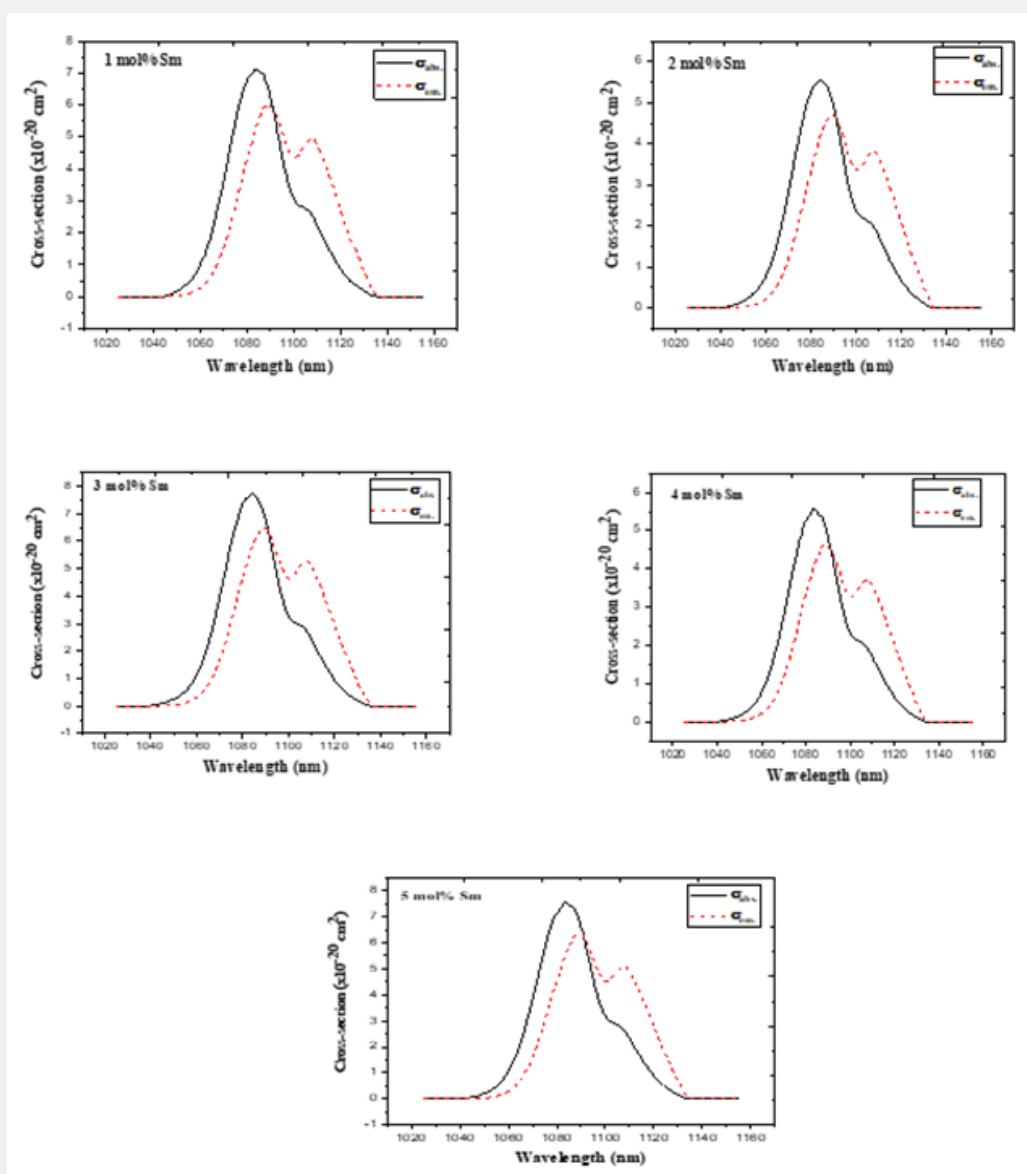 1 mol% Sm
σabs.
σem.
8
7
6
5
4
3
2
1
0
-1
Cross-section (x10⁻²⁰ cm²)
1020 1040 1060 1080 1100 1120 1140 1160
Wavelength (nm)
2 mol% Sm
σabs.
σem.
6
5
4
3
2
1
0
Cross-section (x10⁻²⁰ cm²)
1020 1040 1060 1080 1100 1120 1140 1160
Wavelength (nm)
3 mol% Sm
σabs.
σem.
8
7
6
5
4
3
2
1
0
-1
Cross-section (x10⁻²⁰ cm²)
1020 1040 1060 1080 1100 1120 1140 1160
Wavelength (nm)
4 mol% Sm
σabs.
σem.
6
5
4
3
2
1
0
Cross-section (x10⁻²⁰ cm²)
1020 1040 1060 1080 1100 1120 1140 1160
Wavelength (nm)
5 mol% Sm
σabs.
σem.
8
7
6
5
4
3
2
1
0
-1
Cross-section (x10⁻²⁰ cm²)
1020 1040 1060 1080 1100 1120 1140 1160
Wavelength (nm)